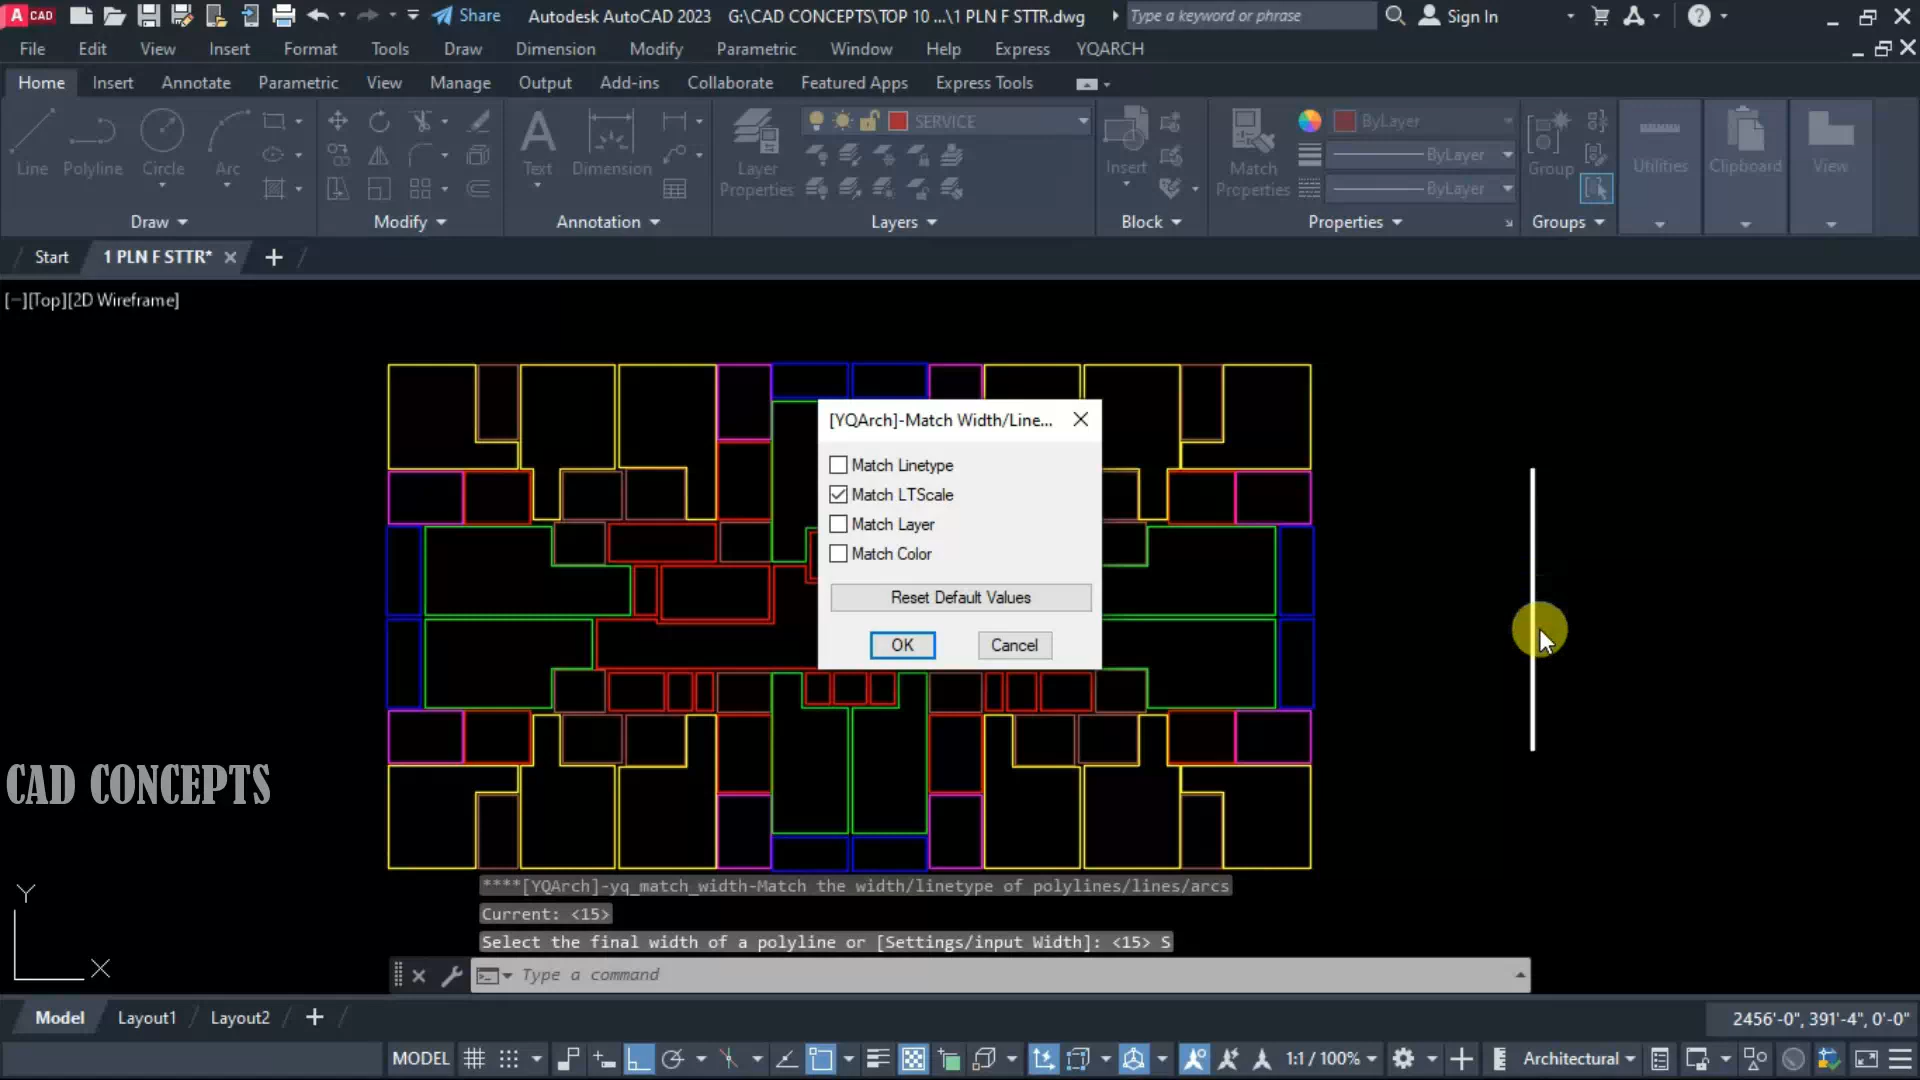 A CAD
Share
Autodesk AutoCAD 2023 G:\CAD CONCEPTS\TOP 10 ...\1 PLN F STTR.dwg
Type a keyword or phrase
Sign In
File Edit View Insert Format Tools Draw Dimension Modify Parametric Window Help Express YQARCH
Home Insert Annotate Parametric View Manage Output Add-ins Collaborate Featured Apps Express Tools
SERVICE
ByLayer
ByLayer
ByLayer
Line Polyline Circle Arc
Text Dimension
Layer
Properties
Insert
Match
Properties
Group
Utilities
Clipboard
View
Draw Modify Annotation Layers Block Properties Groups
Start 1 PLN F STTR*
[−][Top][2D Wireframe]
[YQArch]-Match Width/Line...
Match Linetype
Match LTScale
Match Layer
Match Color
Reset Default Values
OK Cancel
CAD CONCEPTS
Y
X
****[YQArch]-yq_match_width-Match the width/linetype of polylines/lines/arcs
Current: <15>
Select the final width of a polyline or [Settings/input Width]: <15> S
Type a command
Model Layout1 Layout2
2456'-0", 391'-4", 0'-0"
MODEL
1:1 / 100%
Architectural